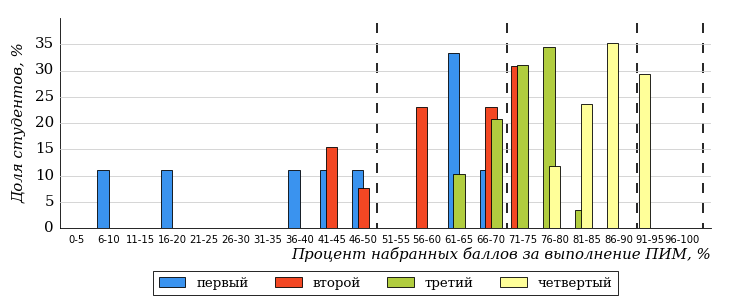 Доля студентов, %
35
30
25
20
15
10
5
0
0-5 6-10 11-15 16-20 21-25 26-30 31-35 36-40 41-45 46-50 51-55 56-60 61-65 66-70 71-75 76-80 81-85 86-90 91-95 96-100
Процент набранных баллов за выполнение ПИМ, %
первый второй третий четвертый